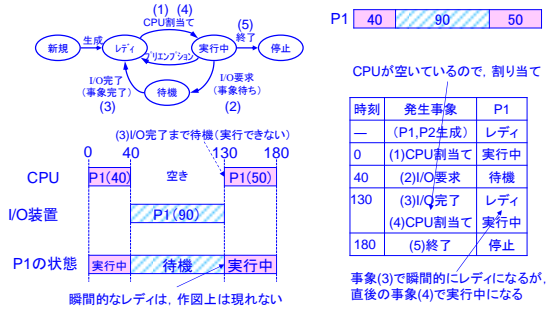 (1) (4)
CPU割当て
(5)
終了
新規
生成
レディ
プリエンプション
実行中
停止
I/O完了
(事象完了)
(3)
待機
I/O要求
(事象待ち)
(2)
(3)I/O完了まで待機(実行できない)
0 40 130 180
CPU P1(40) 空き P1(50)
I/O装置 P1(90)
P1の状態 実行中 待機 実行中
瞬間的なレディは，作図上は現れない
P1 40 90 50
CPUが空いているので，割り当て
時刻 発生事象 P1
― (P1,P2生成) レディ
0 (1)CPU割当て 実行中
40 (2)I/O要求 待機
130 (3)I/O完了 レディ
(4)CPU割当て 実行中
180 (5)終了 停止
事象(3)で瞬間的にレディになるが，
直後の事象(4)で実行中になる